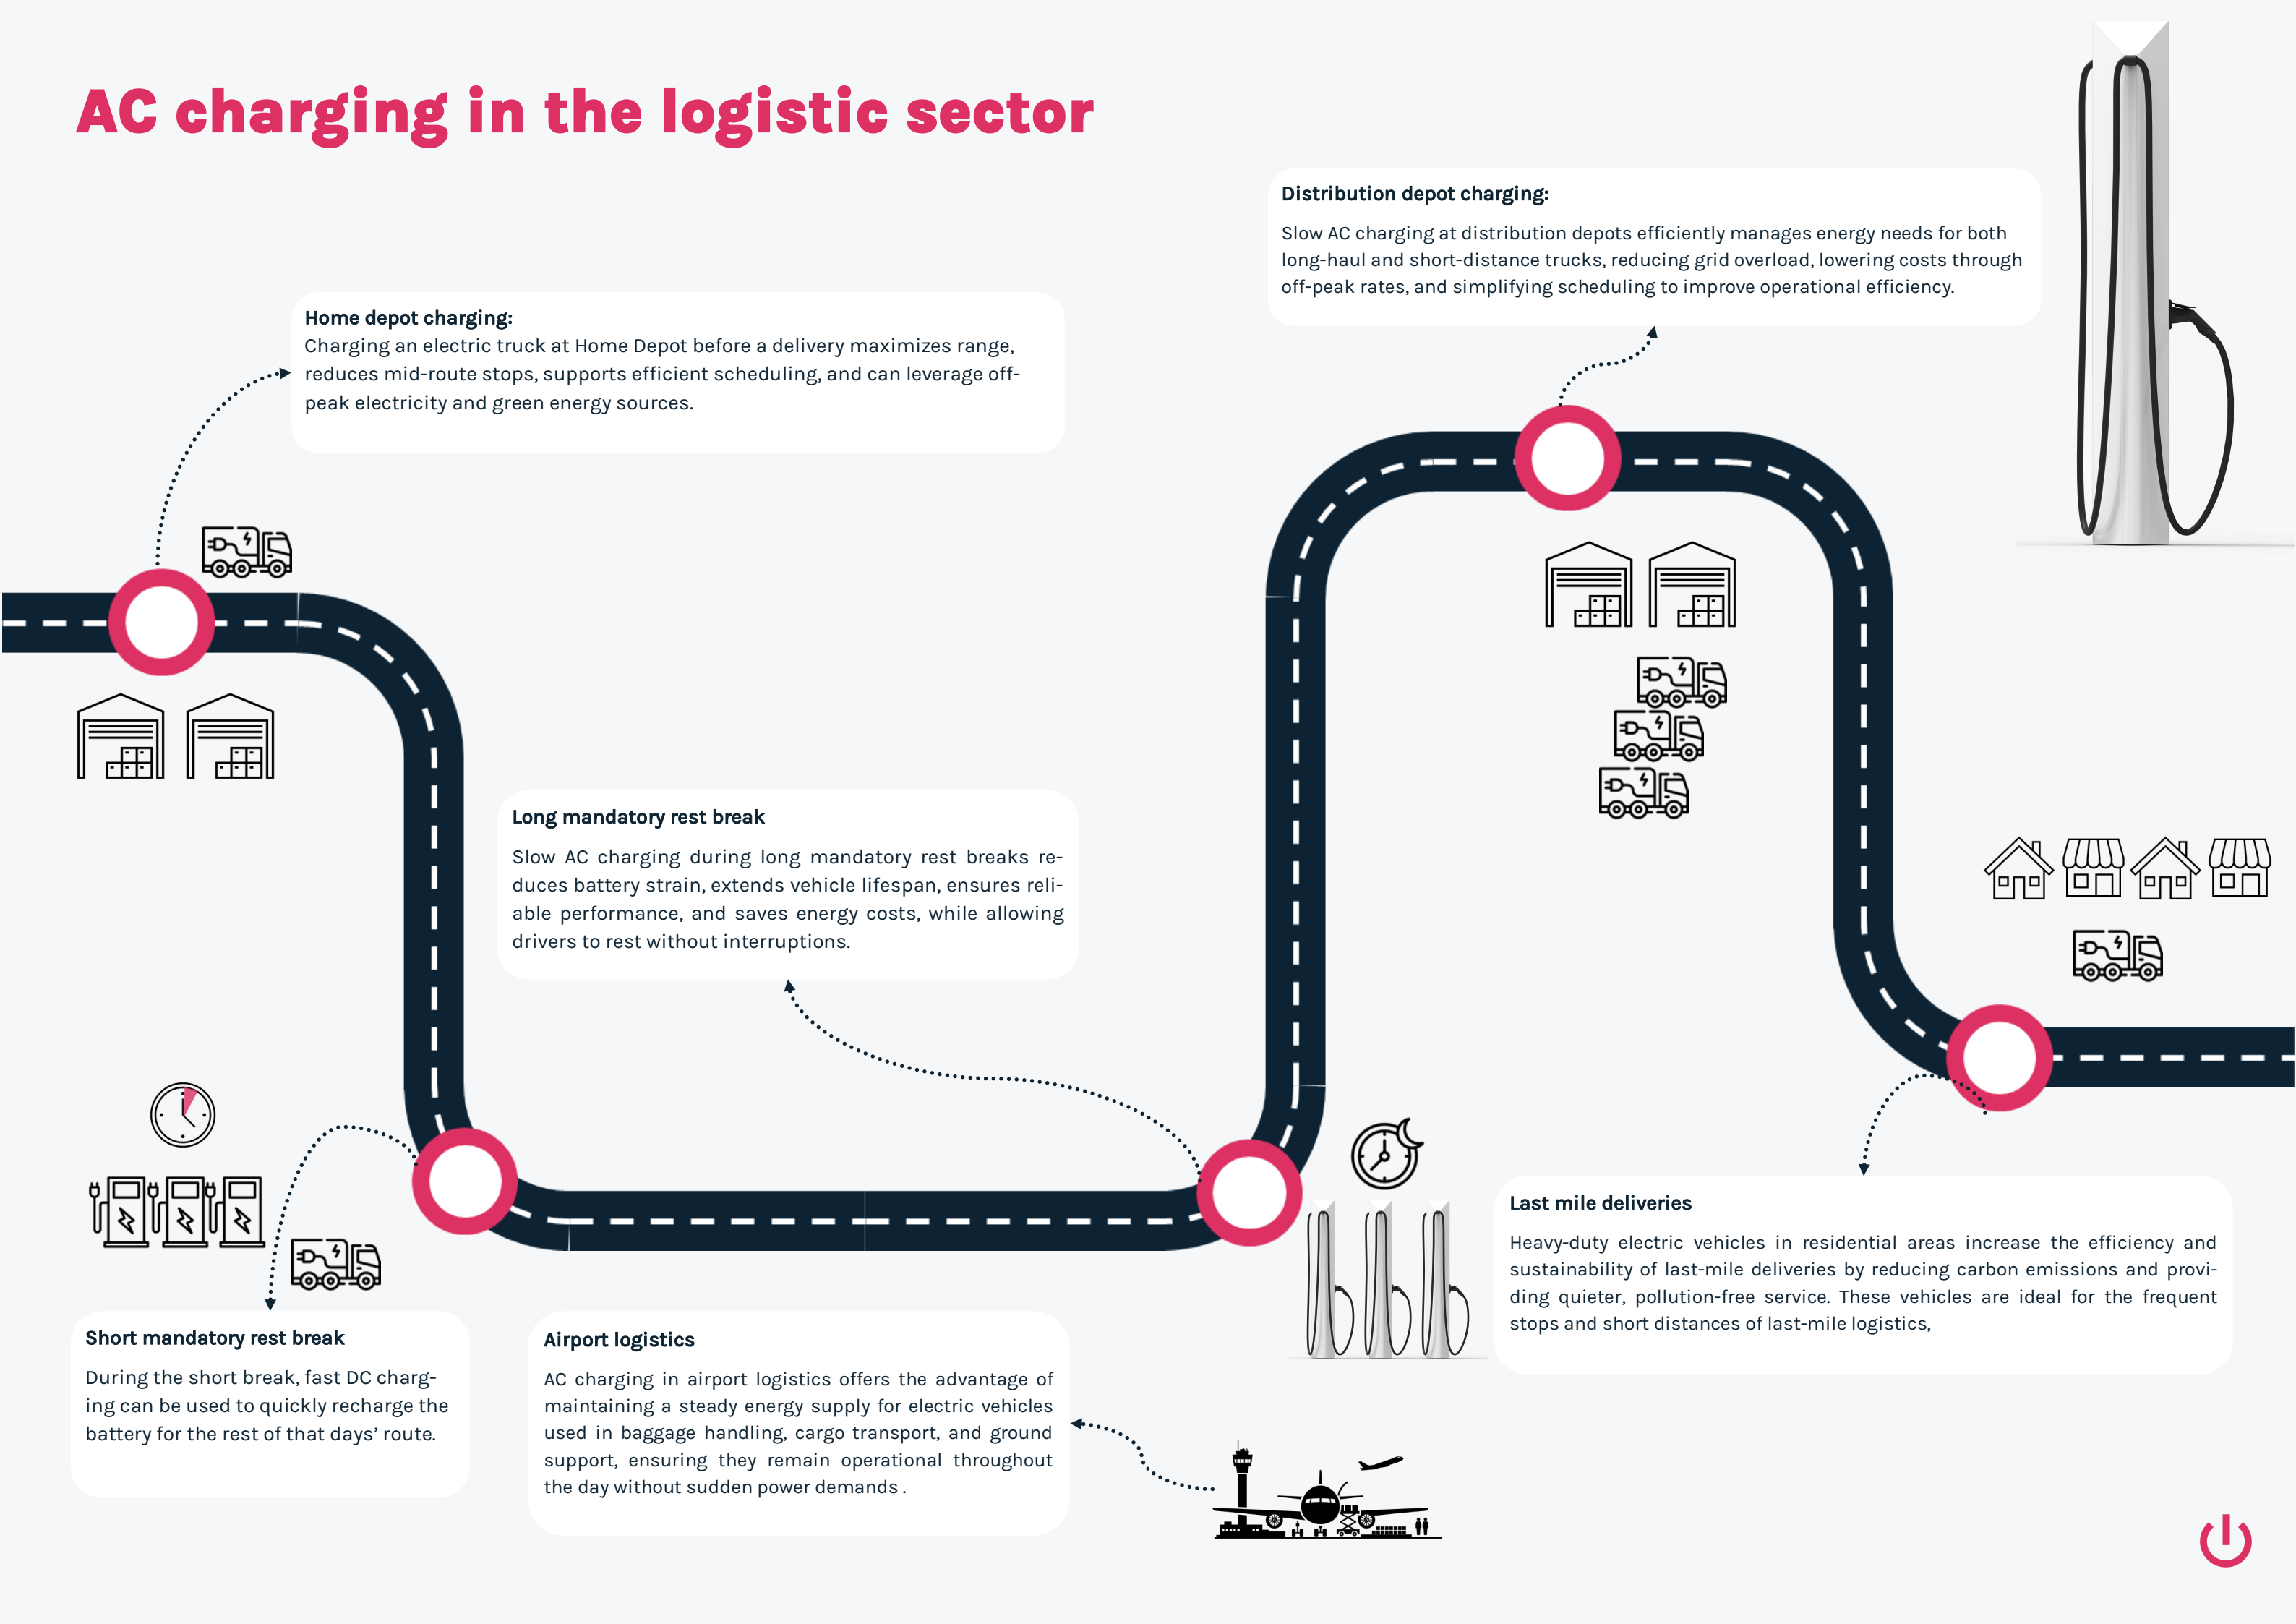 AC charging in the logistic sector
Distribution depot charging:
Slow AC charging at distribution depots efficiently manages energy needs for both
long-haul and short-distance trucks, reducing grid overload, lowering costs through
off-peak rates, and simplifying scheduling to improve operational efficiency.
Home depot charging:
Charging an electric truck at Home Depot before a delivery maximizes range,
reduces mid-route stops, supports efficient scheduling, and can leverage off-
peak electricity and green energy sources.
Long mandatory rest break
Slow AC charging during long mandatory rest breaks re-
duces battery strain, extends vehicle lifespan, ensures reli-
able performance, and saves energy costs, while allowing
drivers to rest without interruptions.
Last mile deliveries
Heavy-duty electric vehicles in residential areas increase the efficiency and
sustainability of last-mile deliveries by reducing carbon emissions and provi-
ding quieter, pollution-free service. These vehicles are ideal for the frequent
stops and short distances of last-mile logistics,
Short mandatory rest break
During the short break, fast DC charg-
ing can be used to quickly recharge the
battery for the rest of that days’ route.
Airport logistics
AC charging in airport logistics offers the advantage of
maintaining a steady energy supply for electric vehicles
used in baggage handling, cargo transport, and ground
support, ensuring they remain operational throughout
the day without sudden power demands .